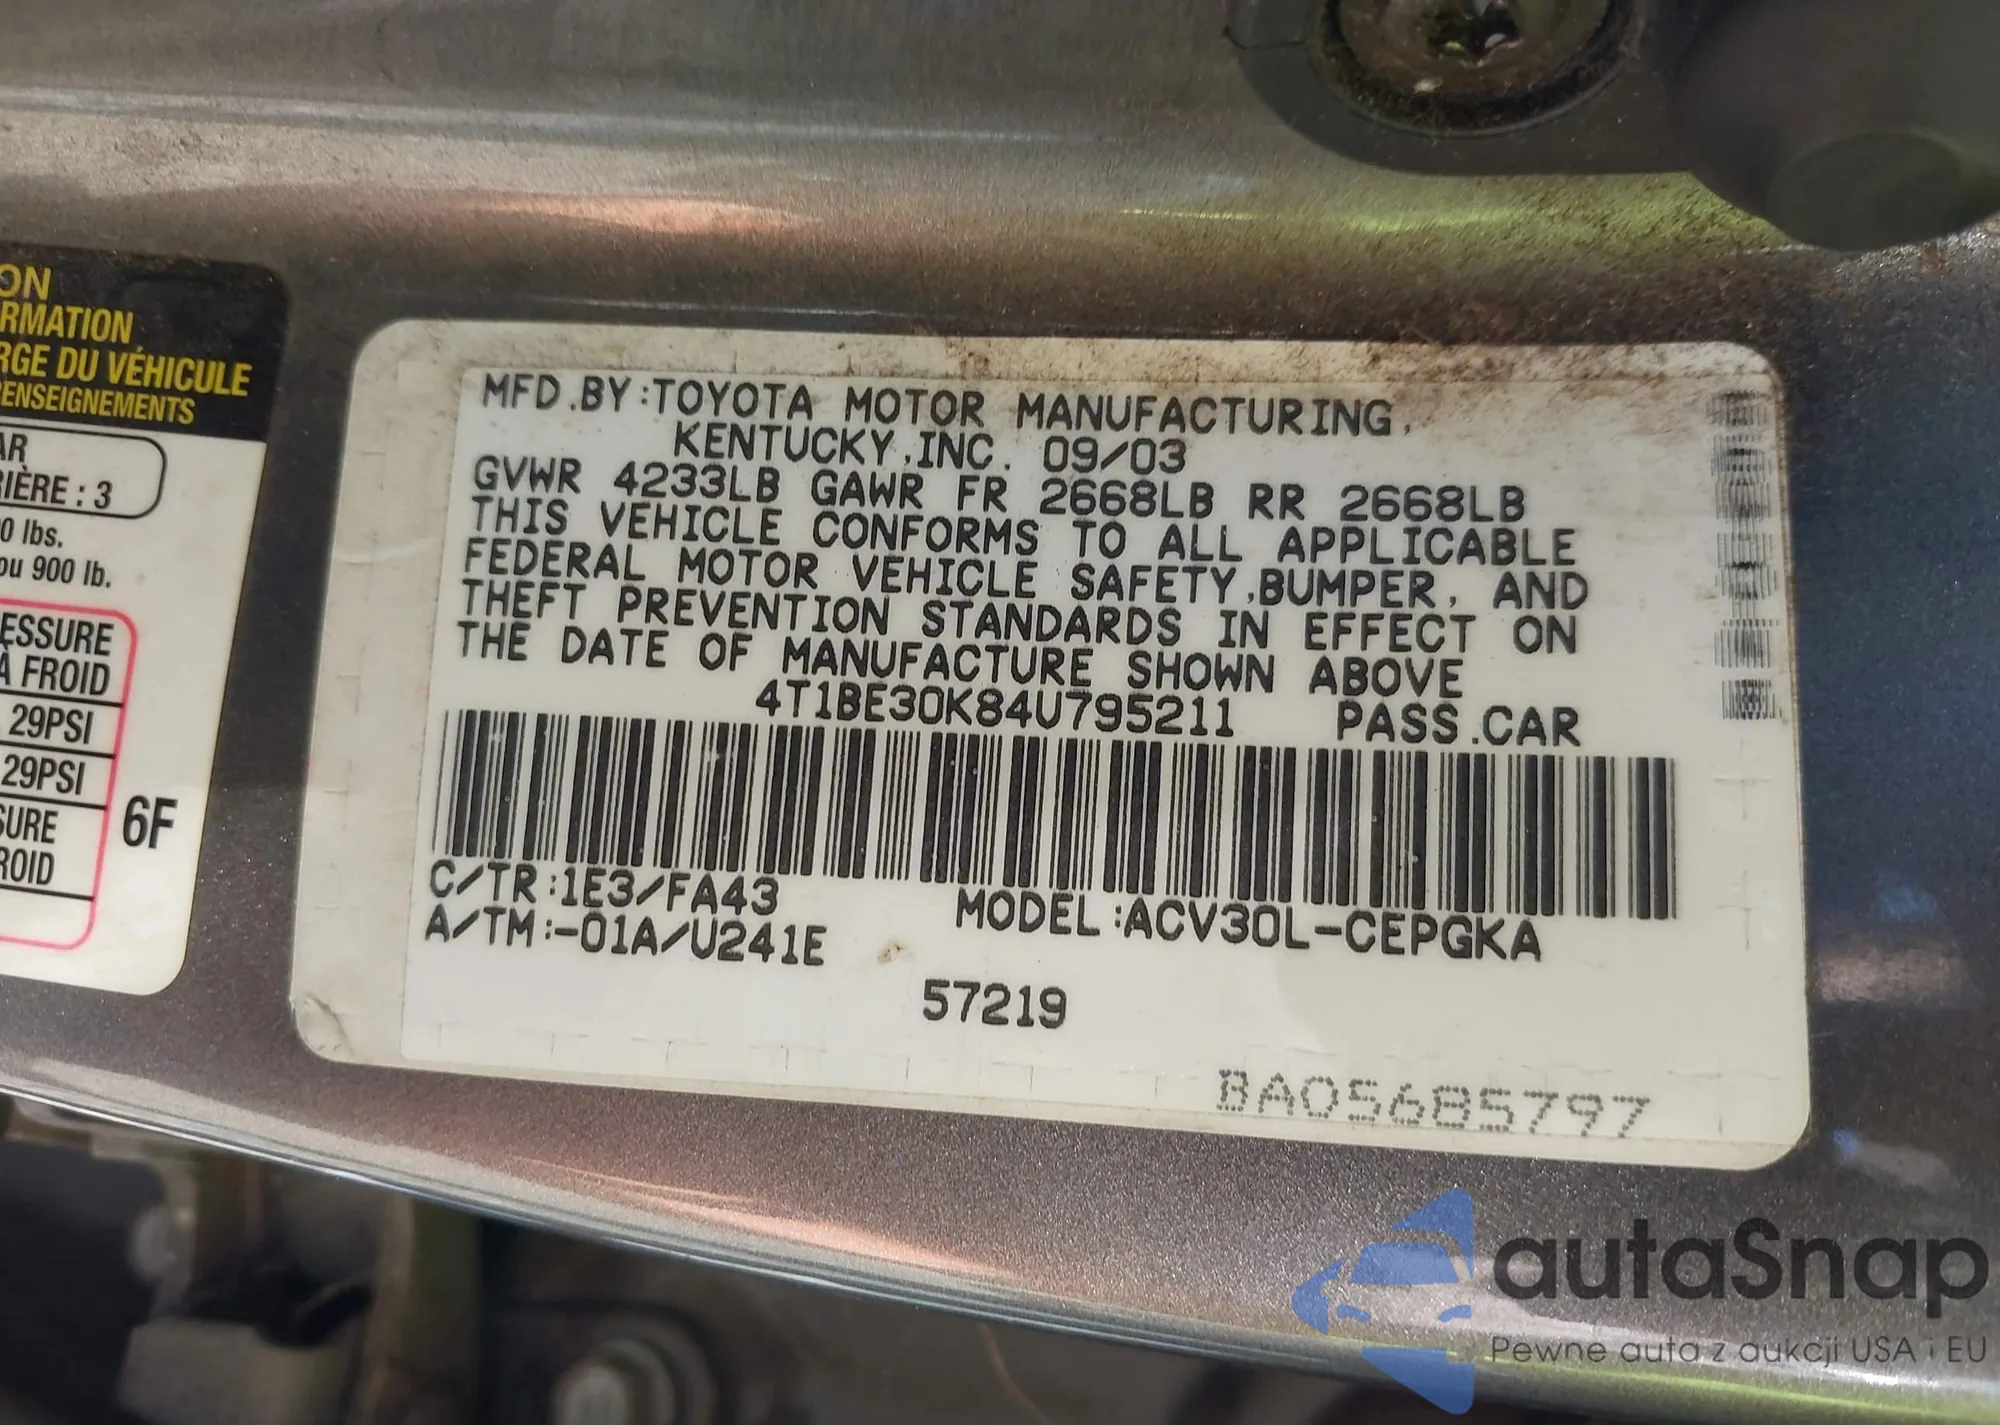 ON
RMATION
RGE DU VÉHICULE
RENSEIGNEMENTS
AR
IÈRE : 3
0 lbs.
ou 900 lb.
ESSURE
À FROID
29PSI
29PSI
SURE
ROID
6F
MFD.BY:TOYOTA MOTOR MANUFACTURING,
KENTUCKY,INC. 09/03
GVWR 4233LB GAWR FR 2668LB RR 2668LB
THIS VEHICLE CONFORMS TO ALL APPLICABLE
FEDERAL MOTOR VEHICLE SAFETY,BUMPER, AND
THEFT PREVENTION STANDARDS IN EFFECT ON
THE DATE OF MANUFACTURE SHOWN ABOVE
4T1BE30K84U795211 PASS.CAR
C/TR:1E3/FA43
A/TM:-01A/U241E
MODEL:ACV30L-CEPGKA
57219
BA05685797
autaSnap
Pewne auta z aukcji USA i EU